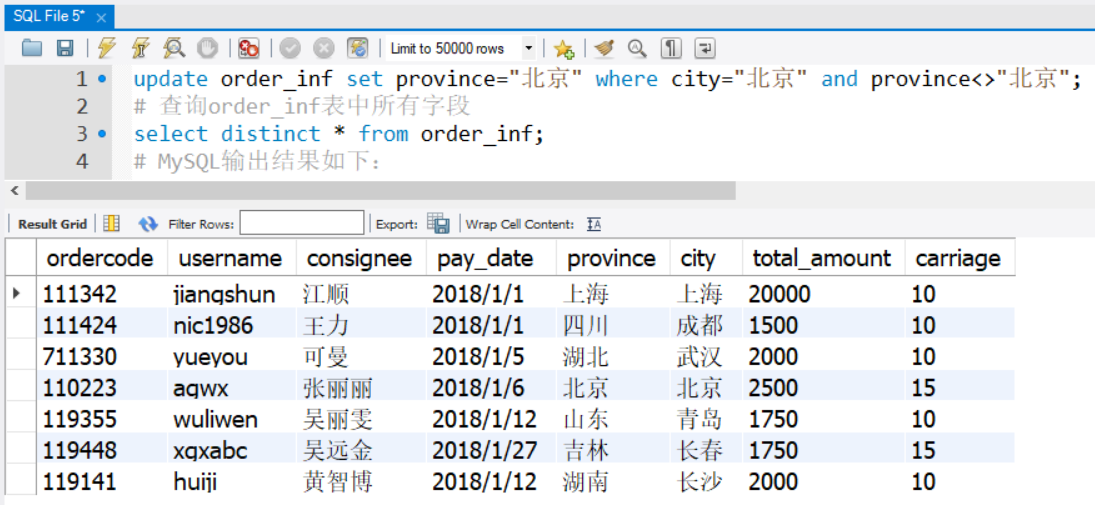 SQL File 5*
Limit to 50000 rows
1 update order_inf set province="北京" where city="北京" and province<>"北京";
2 # 查询order_inf表中所有字段
3 select distinct * from order_inf;
4 # MySQL输出结果如下：
Result Grid Filter Rows: Export: Wrap Cell Content:
ordercode username consignee pay_date province city total_amount carriage
111342 jiangshun 江顺 2018/1/1 上海 上海 20000 10
111424 nic1986 王力 2018/1/1 四川 成都 1500 10
711330 yueyou 可曼 2018/1/5 湖北 武汉 2000 10
110223 aqwx 张丽丽 2018/1/6 北京 北京 2500 15
119355 wuliwen 吴丽雯 2018/1/12 山东 青岛 1750 10
119448 xqxabc 吴远金 2018/1/27 吉林 长春 1750 15
119141 huiji 黄智博 2018/1/12 湖南 长沙 2000 10